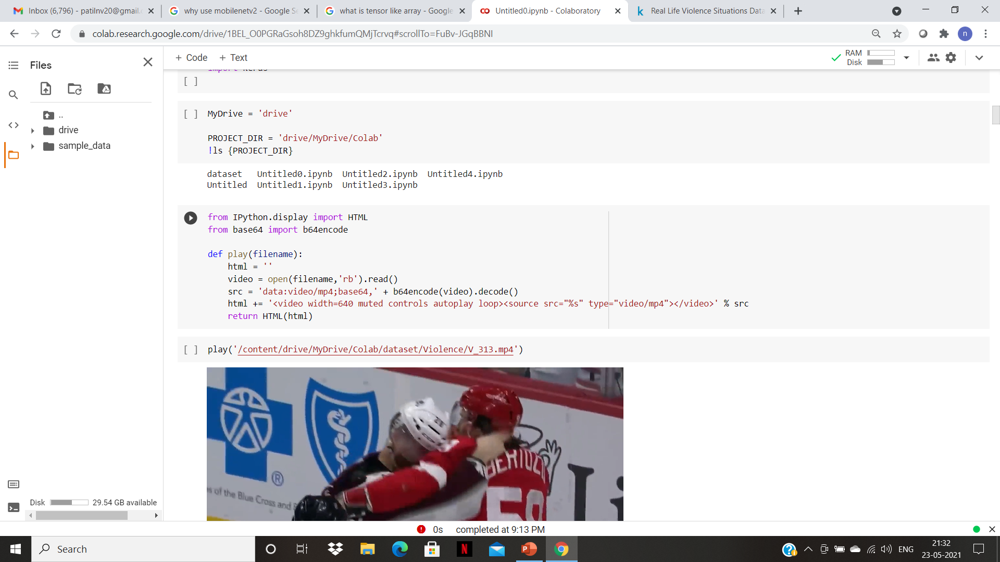 Inbox (6,796) - patilnv20@gmail.c
why use mobilenetv2 - Google Se
what is tensor like array - Google
Untitled0.ipynb - Colaboratory
Real Life Violence Situations Data
colab.research.google.com/drive/1BEL_O0PGRaGsoh8DZ9ghkfumQMjTcrvq#scrollTo=FuBv-JGqBBNI
n
Files
+ Code + Text
RAM
Disk
import keras
[ ]
..
drive
sample_data
[ ] MyDrive = 'drive'
PROJECT_DIR = 'drive/MyDrive/Colab'
!ls {PROJECT_DIR}
dataset Untitled0.ipynb Untitled2.ipynb Untitled4.ipynb
Untitled Untitled1.ipynb Untitled3.ipynb
from IPython.display import HTML
from base64 import b64encode
def play(filename):
html = ''
video = open(filename,'rb').read()
src = 'data:video/mp4;base64,' + b64encode(video).decode()
html += '<video width=640 muted controls autoplay loop><source src="%s" type="video/mp4"></video>' % src
return HTML(html)
[ ] play('/content/drive/MyDrive/Colab/dataset/Violence/V_313.mp4')
®
of the Blue Cross and
BERTUZZI
59
Li
Disk 29.54 GB available
0s completed at 9:13 PM
Search
ENG
21:32
23-05-2021